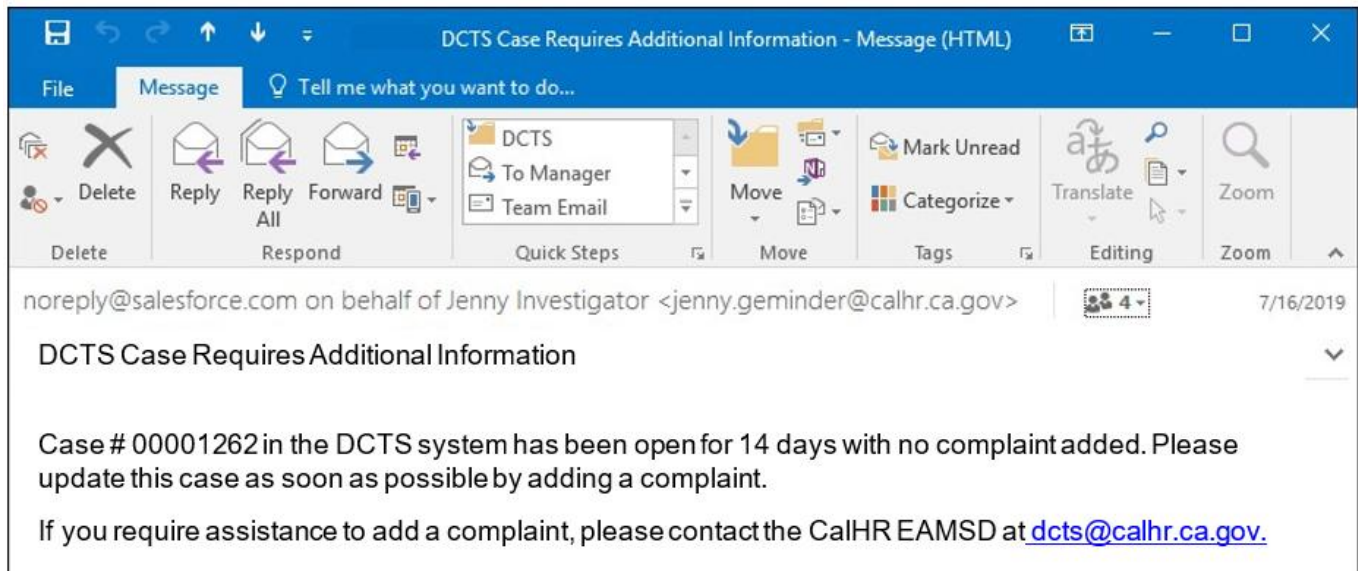 DCTS Case Requires Additional Information - Message (HTML)
File Message Tell me what you want to do...
Delete
Reply
Reply All
Forward
DCTS
To Manager
Team Email
Move
Mark Unread
Categorize
Translate
Zoom
Delete Respond Quick Steps Move Tags Editing Zoom
noreply@salesforce.com on behalf of Jenny Investigator <jenny.geminder@calhr.ca.gov> 4 7/16/2019
DCTS Case Requires Additional Information
Case # 00001262 in the DCTS system has been open for 14 days with no complaint added. Please
update this case as soon as possible by adding a complaint.
If you require assistance to add a complaint, please contact the CalHR EAMSD at dcts@calhr.ca.gov.